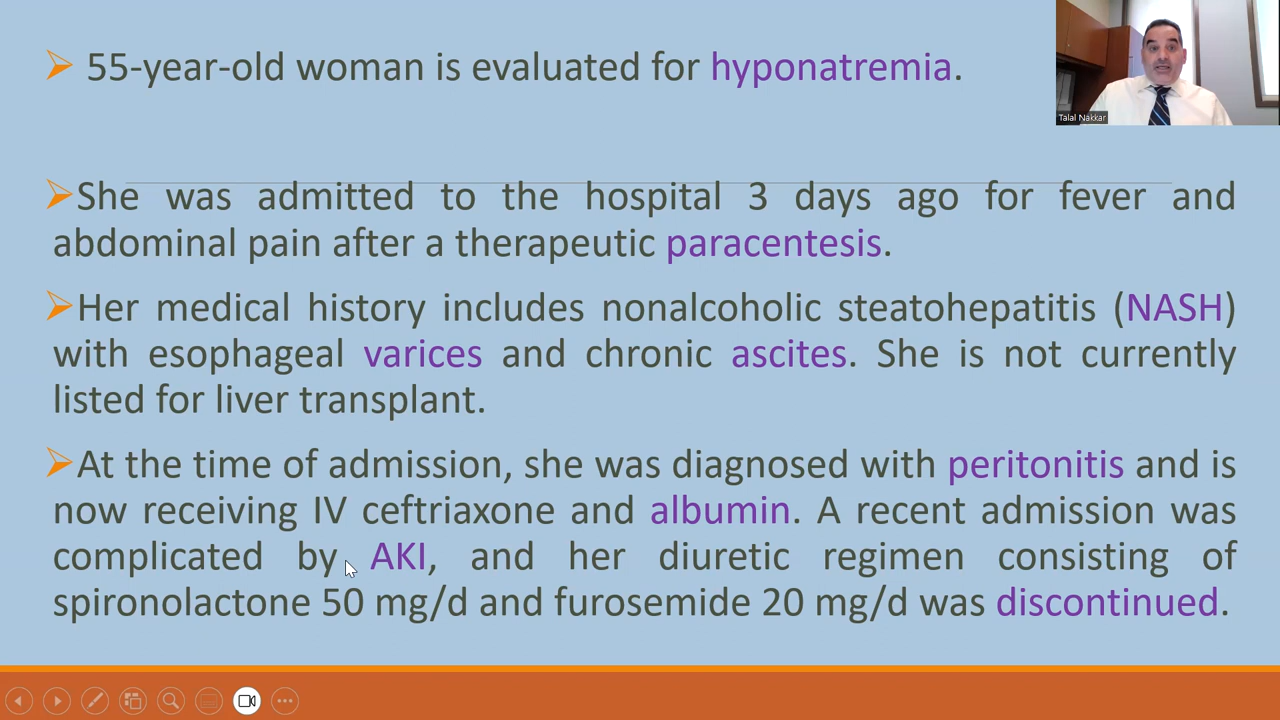 55-year-old woman is evaluated for hyponatremia.
Talal Nakkar
She was admitted to the hospital 3 days ago for fever and
abdominal pain after a therapeutic paracentesis.
Her medical history includes nonalcoholic steatohepatitis (NASH)
with esophageal varices and chronic ascites. She is not currently
listed for liver transplant.
At the time of admission, she was diagnosed with peritonitis and is
now receiving IV ceftriaxone and albumin. A recent admission was
complicated by AKI, and her diuretic regimen consisting of
spironolactone 50 mg/d and furosemide 20 mg/d was discontinued.